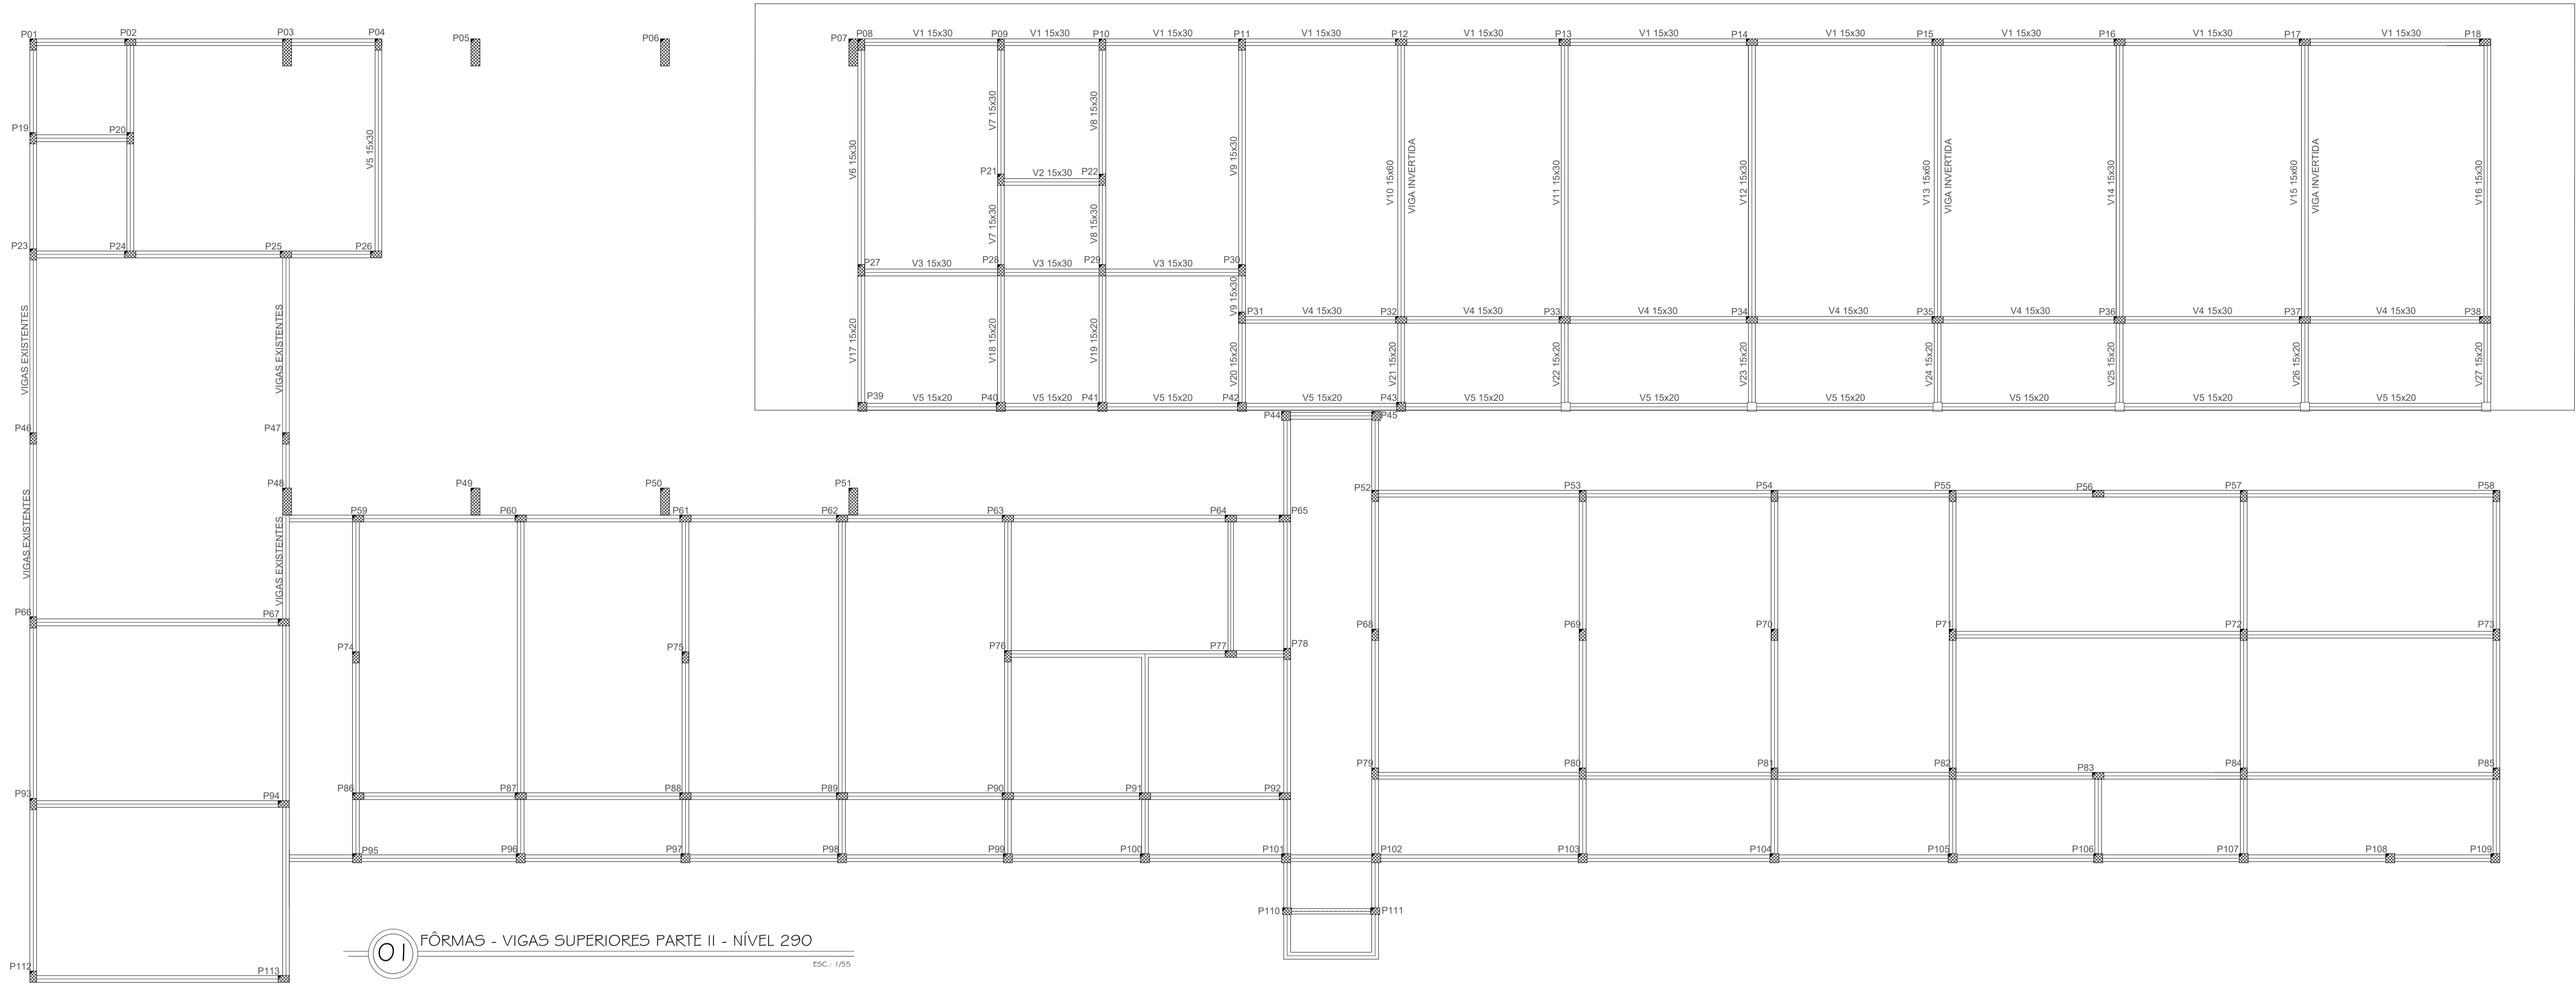 P01 P02 P03 P04 P05 P06 P07 P08 V1 15x30 P09 V1 15x30 P10 V1 15x30 P11 V1 15x30 P12 V1 15x30 P13 V1 15x30 P14 V1 15x30 P15 V1 15x30 P16 V1 15x30 P17 V1 15x30 P18
V5 15x30
V6 15x30
V7 15x30
V8 15x30
V9 15x30
V10 15x60
VIGA INVERTIDA
V11 15x30
V12 15x30
V13 15x60
VIGA INVERTIDA
V14 15x30
V15 15x60
VIGA INVERTIDA
V16 15x30
P19 P20
P21 V2 15x30 P22
V7 15x30
V8 15x30
P23 P24 P25 P26
P27 V3 15x30 P28 V3 15x30 P29 V3 15x30 P30
V9 15x30
P31 V4 15x30 P32 V4 15x30 P33 V4 15x30 P34 V4 15x30 P35 V4 15x30 P36 V4 15x30 P37 V4 15x30 P38
VIGAS EXISTENTES
VIGAS EXISTENTES
V17 15x20
V18 15x20
V19 15x20
V20 15x20
V21 15x20
V22 15x20
V23 15x20
V24 15x20
V25 15x20
V26 15x20
V27 15x20
P39 V5 15x20 P40 V5 15x20 P41 V5 15x20 P42 V5 15x20 P43 V5 15x20 V5 15x20 V5 15x20 V5 15x20 V5 15x20 V5 15x20
P44 P45
P46 P47
P48 P49 P50 P51 P52 P53 P54 P55 P56 P57 P58
VIGAS EXISTENTES
VIGAS EXISTENTES
P59 P60 P61 P62 P63 P64 P65
P66 P67
P68 P69 P70 P71 P72 P73
P74 P75 P76 P77 P78
P79 P80 P81 P82 P83 P84 P85
P86 P87 P88 P89 P90 P91 P92
P93 P94
P95 P96 P97 P98 P99 P100 P101 P102 P103 P104 P105 P106 P107 P108 P109
P110 P111
01 FÔRMAS - VIGAS SUPERIORES PARTE II - NÍVEL 290
ESC.: 1/55
P112 P113